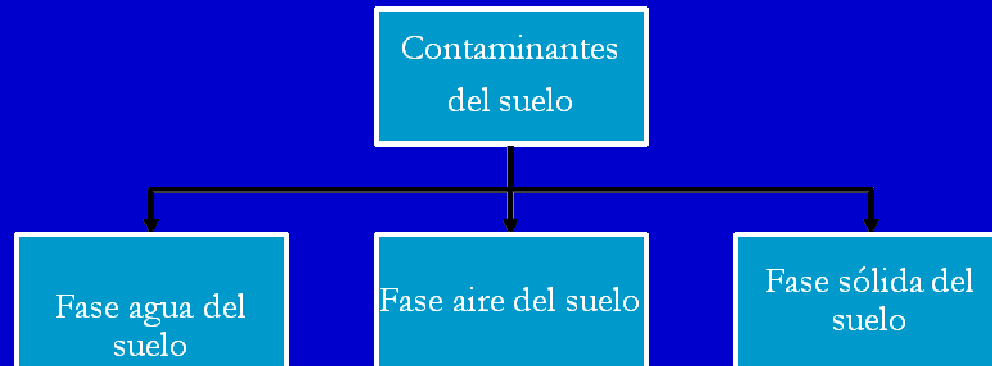 Contaminantes
del suelo
Fase agua del
suelo
Fase aire del suelo
Fase sólida del
suelo